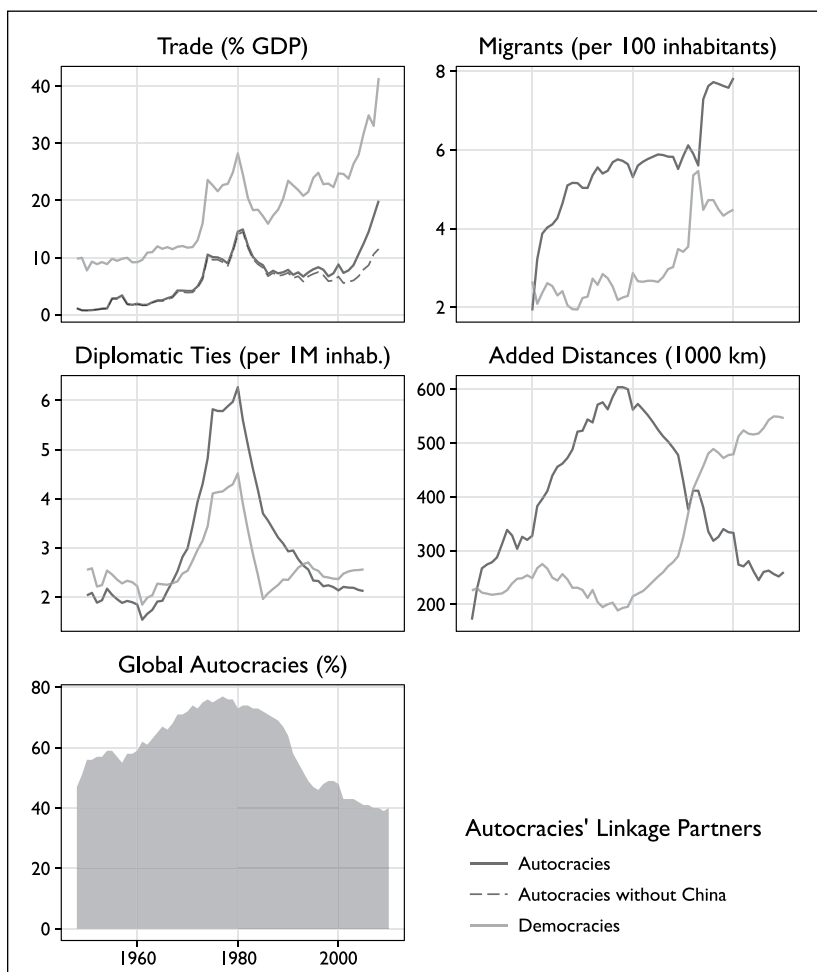 Trade (% GDP)
40
30
20
10
0
Migrants (per 100 inhabitants)
8
6
4
2
Diplomatic Ties (per 1M inhab.)
6
5
4
3
2
Added Distances (1000 km)
600
500
400
300
200
Global Autocracies (%)
80
60
40
20
0
1960 1980 2000
Autocracies' Linkage Partners
Autocracies
Autocracies without China
Democracies